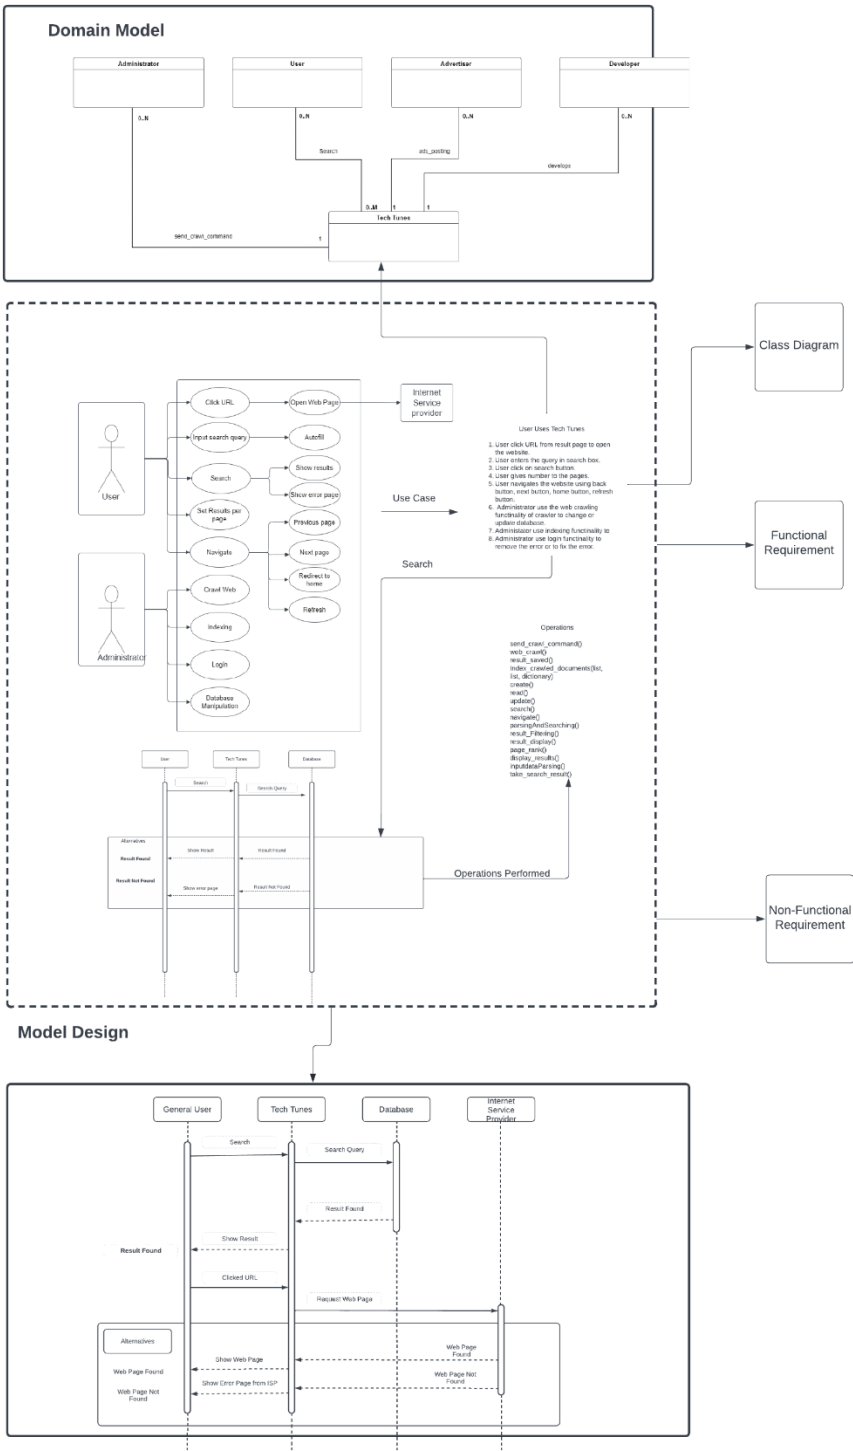 Domain Model
Administrator
User
Advertiser
Developer
0..N
0..N
0..N
0..N
Search
ads_posting
develops
0..M
1
1
Tech Tunes
send_crawl_command
1
Click URL
Open Web Page
Internet
Service
provider
Class Diagram
Input search query
Autofill
User
Search
Show results
Show error page
Set Results per
page
Previous page
Navigate
Next page
Redirect to
home
Refresh
Crawl Web
Indexing
Administrator
Login
Database
Manipulation
Use Case
User Uses Tech Tunes
1. User click URL from result page to open
the website.
2. User enters the query in search box.
3. User click on search button.
4. User gives number to the pages.
5. User navigates the website using back
button, next button, home button, refresh
button.
6. Administrator use the web crawling
functinality of crawler to change or
update database.
7. Administrator use indexing functinality to
8. Administrator use login functinality to
remove the error or to fix the error.
Functional
Requirement
Search
Operations
send_crawl_command()
web_crawl()
result_saved()
index_crawled_documents(list,
list, dictionary)
create()
read()
update()
search()
navigate()
parsingAndSearching()
result_Filtering()
result_display()
page_rank()
display_results()
inputdataParsing()
take_search_result()
User
Tech Tunes
Database
Search
Search Query
Alternatives
Result Found
Show Result
Result Found
Result Not Found
Show error page
Result Not Found
Operations Performed
Non-Functional
Requirement
Model Design
General User
Tech Tunes
Database
Internet
Service
Provider
Search
Search Query
Result Found
Show Result
Result Found
Clicked URL
Request Web Page
Alternatives
Web Page
Found
Show Web Page
Web Page Found
Web Page Not
Found
Show Error Page from ISP
Web Page Not
Found